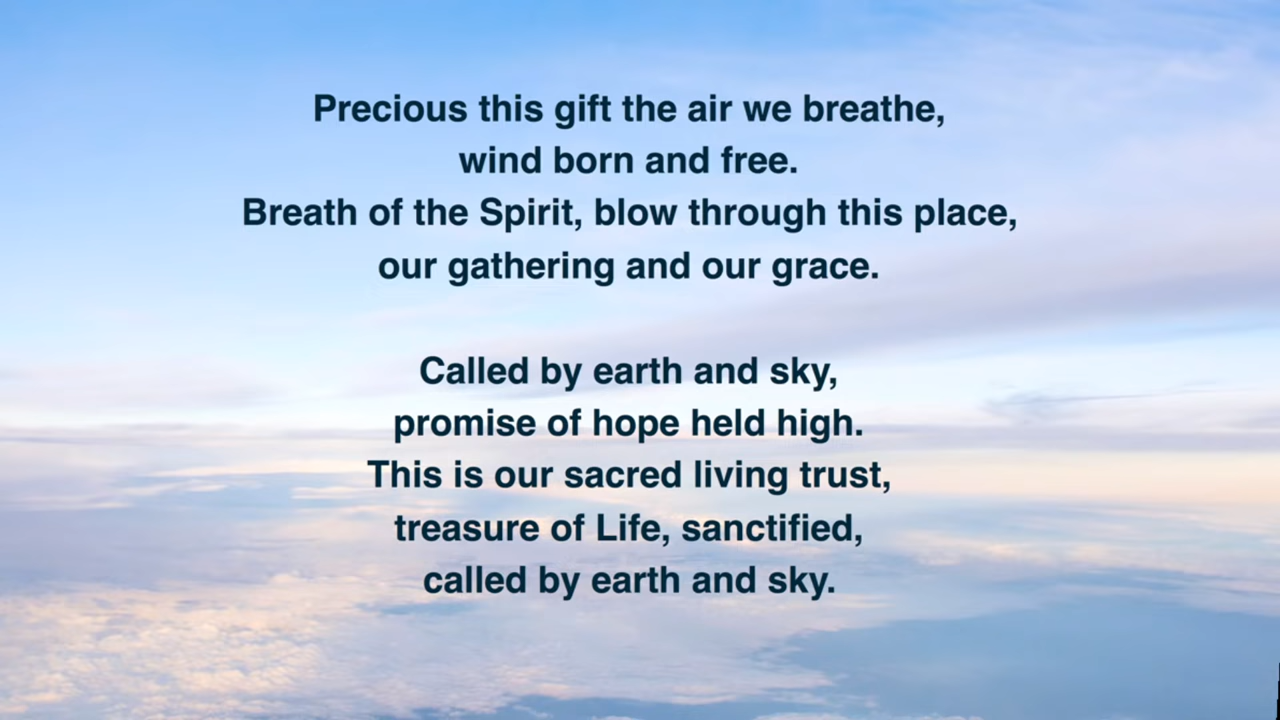 Precious this gift the air we breathe,
wind born and free.
Breath of the Spirit, blow through this place,
our gathering and our grace.
Called by earth and sky,
promise of hope held high.
This is our sacred living trust,
treasure of Life, sanctified,
called by earth and sky.